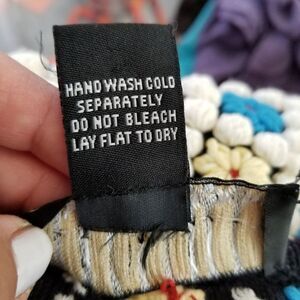 HAND WASH COLD
SEPARATELY
DO NOT BLEACH
LAY FLAT TO DRY